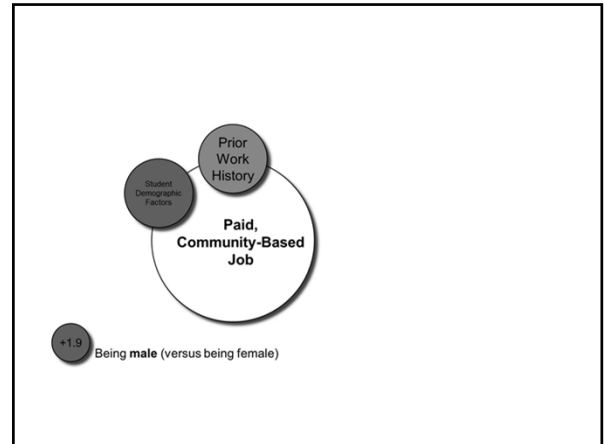 Prior
Work
History
Student
Demographic
Factors
Paid,
Community-Based
Job
+1.9
Being male (versus being female)